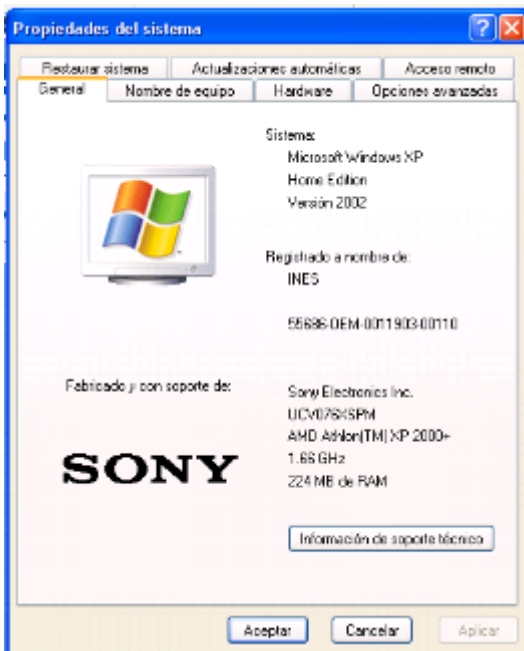 Propiedades del sistema
Restaurar sistema Actualizaciones automáticas Acceso remoto
General Nombre de equipo Hardware Opciones avanzadas
Sistema:
Microsoft Windows XP
Home Edition
Versión 2002
Registrado a nombre de:
INES
55686-OEM-0011903-00110
Fabricado y con soporte de:
SONY
Sony Electronics Inc.
AMD Athlon(TM) XP 2000+
1.66 GHz
224 MB de RAM
Información de soporte técnico
Aceptar Cancelar Aplicar